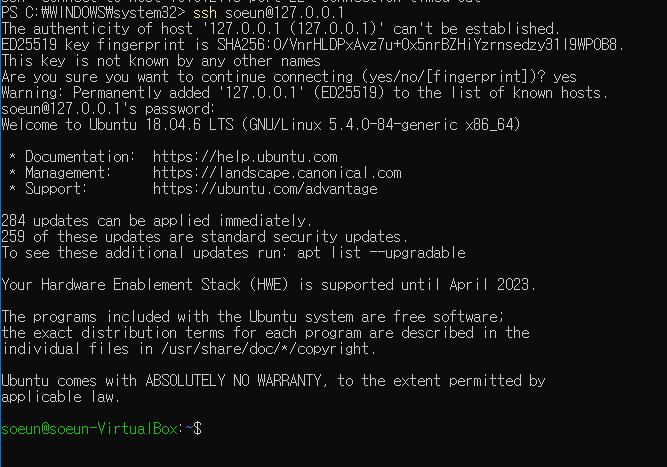 PS C:₩WINDOWS₩system32> ssh soeun@127.0.0.1
The authenticity of host '127.0.0.1 (127.0.0.1)' can't be established.
ED25519 key fingerprint is SHA256:0/VnrHLDPxAvz7u+Ox5nrBZHiYzrnsedzy31l9WPOB8.
This key is not known by any other names
Are you sure you want to continue connecting (yes/no/[fingerprint])? yes
Warning: Permanently added '127.0.0.1' (ED25519) to the list of known hosts.
soeun@127.0.0.1's password:
Welcome to Ubuntu 18.04.6 LTS (GNU/Linux 5.4.0-84-generic x86_64)
* Documentation:  https://help.ubuntu.com
* Management:     https://landscape.canonical.com
* Support:        https://ubuntu.com/advantage
284 updates can be applied immediately.
259 of these updates are standard security updates.
To see these additional updates run: apt list --upgradable
Your Hardware Enablement Stack (HWE) is supported until April 2023.
The programs included with the Ubuntu system are free software;
the exact distribution terms for each program are described in the
individual files in /usr/share/doc/*/copyright.
Ubuntu comes with ABSOLUTELY NO WARRANTY, to the extent permitted by
applicable law.
soeun@soeun-VirtualBox:~$